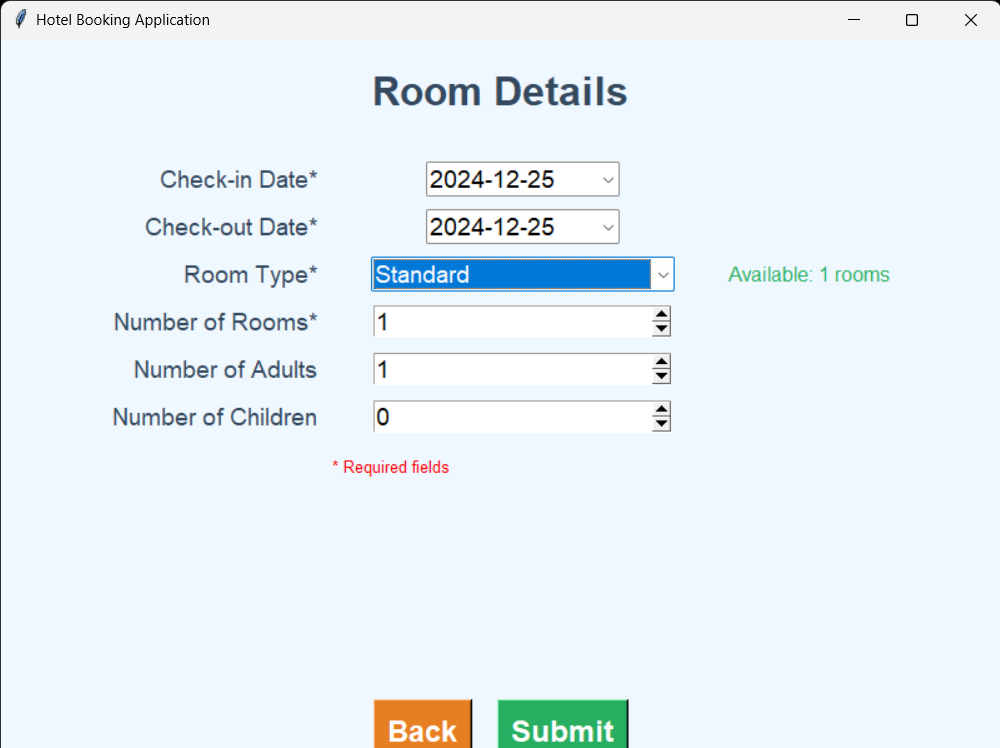 Hotel Booking Application
Room Details
Check-in Date* 2024-12-25
Check-out Date* 2024-12-25
Room Type* Standard Available: 1 rooms
Number of Rooms* 1
Number of Adults 1
Number of Children 0
* Required fields
Back Submit